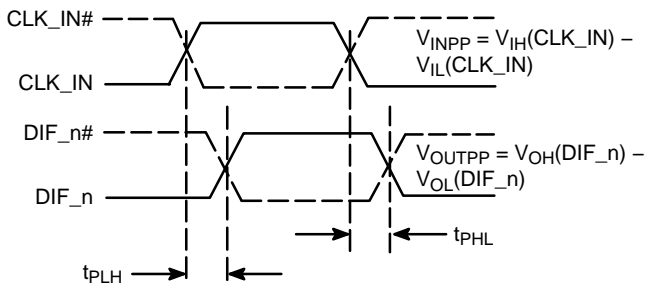 CLK_IN#
V_INPP = V_IH(CLK_IN) –
V_IL(CLK_IN)
CLK_IN
DIF_n#
V_OUTPP = V_OH(DIF_n) –
V_OL(DIF_n)
DIF_n
t_PHL
t_PLH